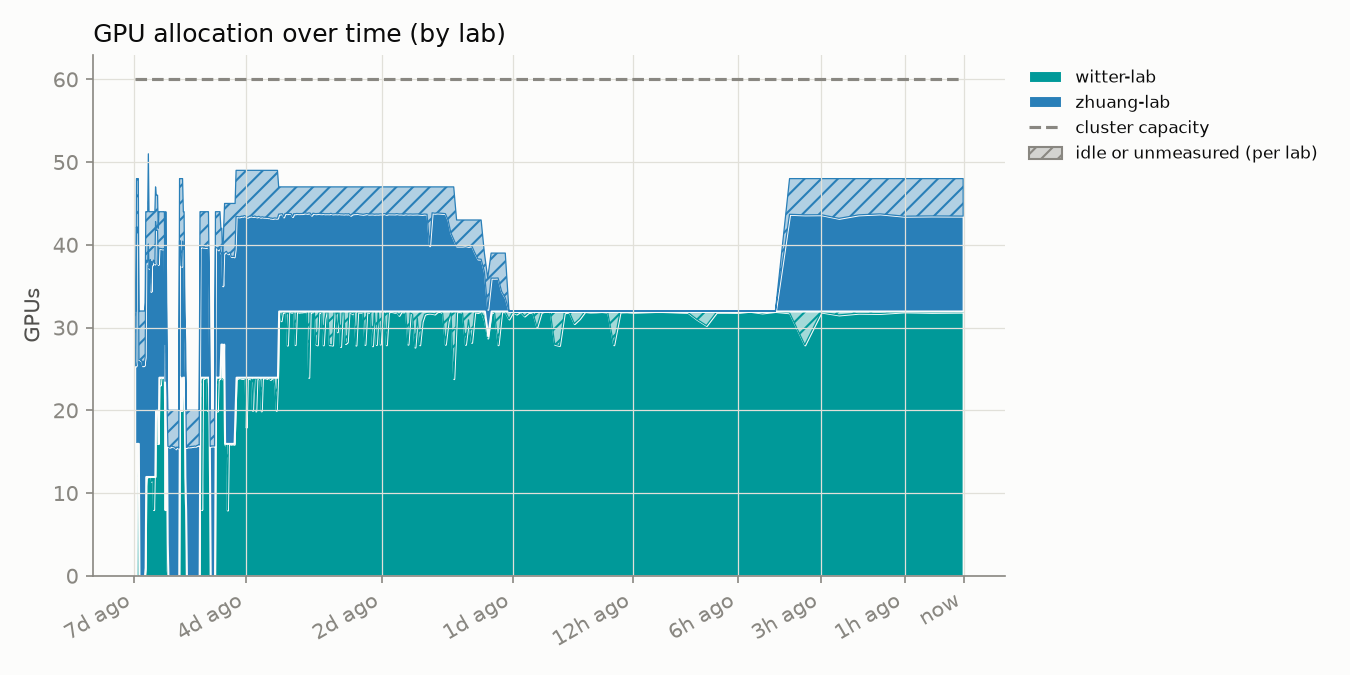 GPU allocation over time (by lab)
witter-lab
zhuang-lab
cluster capacity
idle or unmeasured (per lab)
GPUs
60
50
40
30
20
10
0
7d ago
4d ago
2d ago
1d ago
12h ago
6h ago
3h ago
1h ago
now